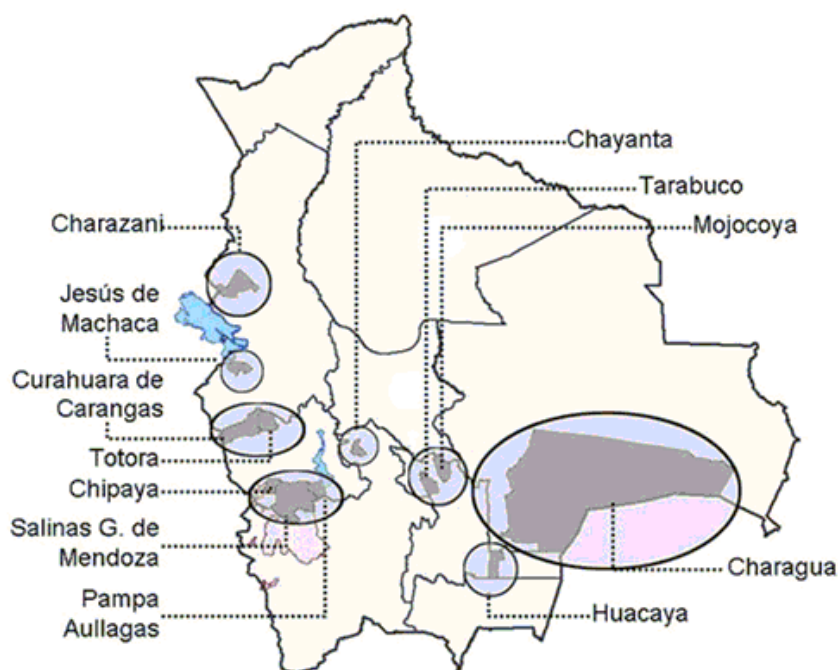 Chayanta
Tarabuco
Mojocoya
Charazani
Jesús de
Machaca
Curahuara de
Carangas
Totora
Chipaya
Salinas G. de
Mendoza
Pampa
Aullagas
Charagua
Huacaya